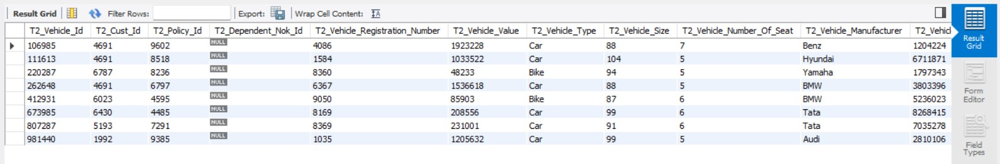 Result Grid Filter Rows: Export: Wrap Cell Content: IA
T2_Vehicle_Id T2_Cust_Id T2_Policy_Id T2_Dependent_Nok_Id T2_Vehicle_Registration_Number T2_Vehicle_Value T2_Vehicle_Type T2_Vehicle_Size T2_Vehicle_Number_Of_Seat T2_Vehicle_Manufacturer T2_Vehicl
106985 4691 9602 NULL 4086 1923228 Car 88 7 Benz 1204224
111613 4691 8518 NULL 1584 1033522 Car 104 5 Hyundai 6711871
220287 6787 8236 NULL 8360 48233 Bike 94 5 Yamaha 1797343
262648 4691 6797 NULL 6367 1536618 Car 88 5 BMW 3803396
412931 6023 4595 NULL 9050 85903 Bike 87 6 BMW 5236023
673985 6430 4485 NULL 8169 208556 Car 99 6 Tata 8268415
807287 5193 7291 NULL 8369 231001 Car 91 6 Tata 7035278
981440 1992 9385 NULL 1035 1205632 Car 99 5 Audi 2810106
Result
Grid
Form
Editor
Field
Types